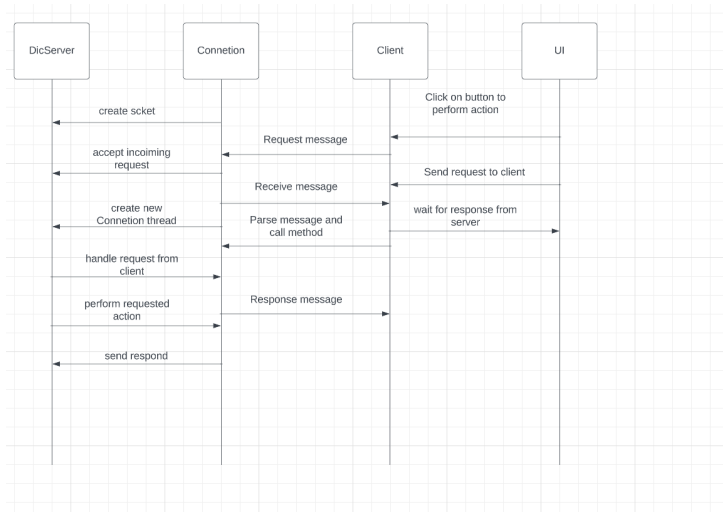 DicServer
Connetion
Client
UI
Click on button to
perform action
create scket
Request message
accept incoiming
request
Send request to client
Receive message
create new
Connetion thread
wait for response from
server
Parse message and
call method
handle request from
client
perform requested
action
Response message
send respond